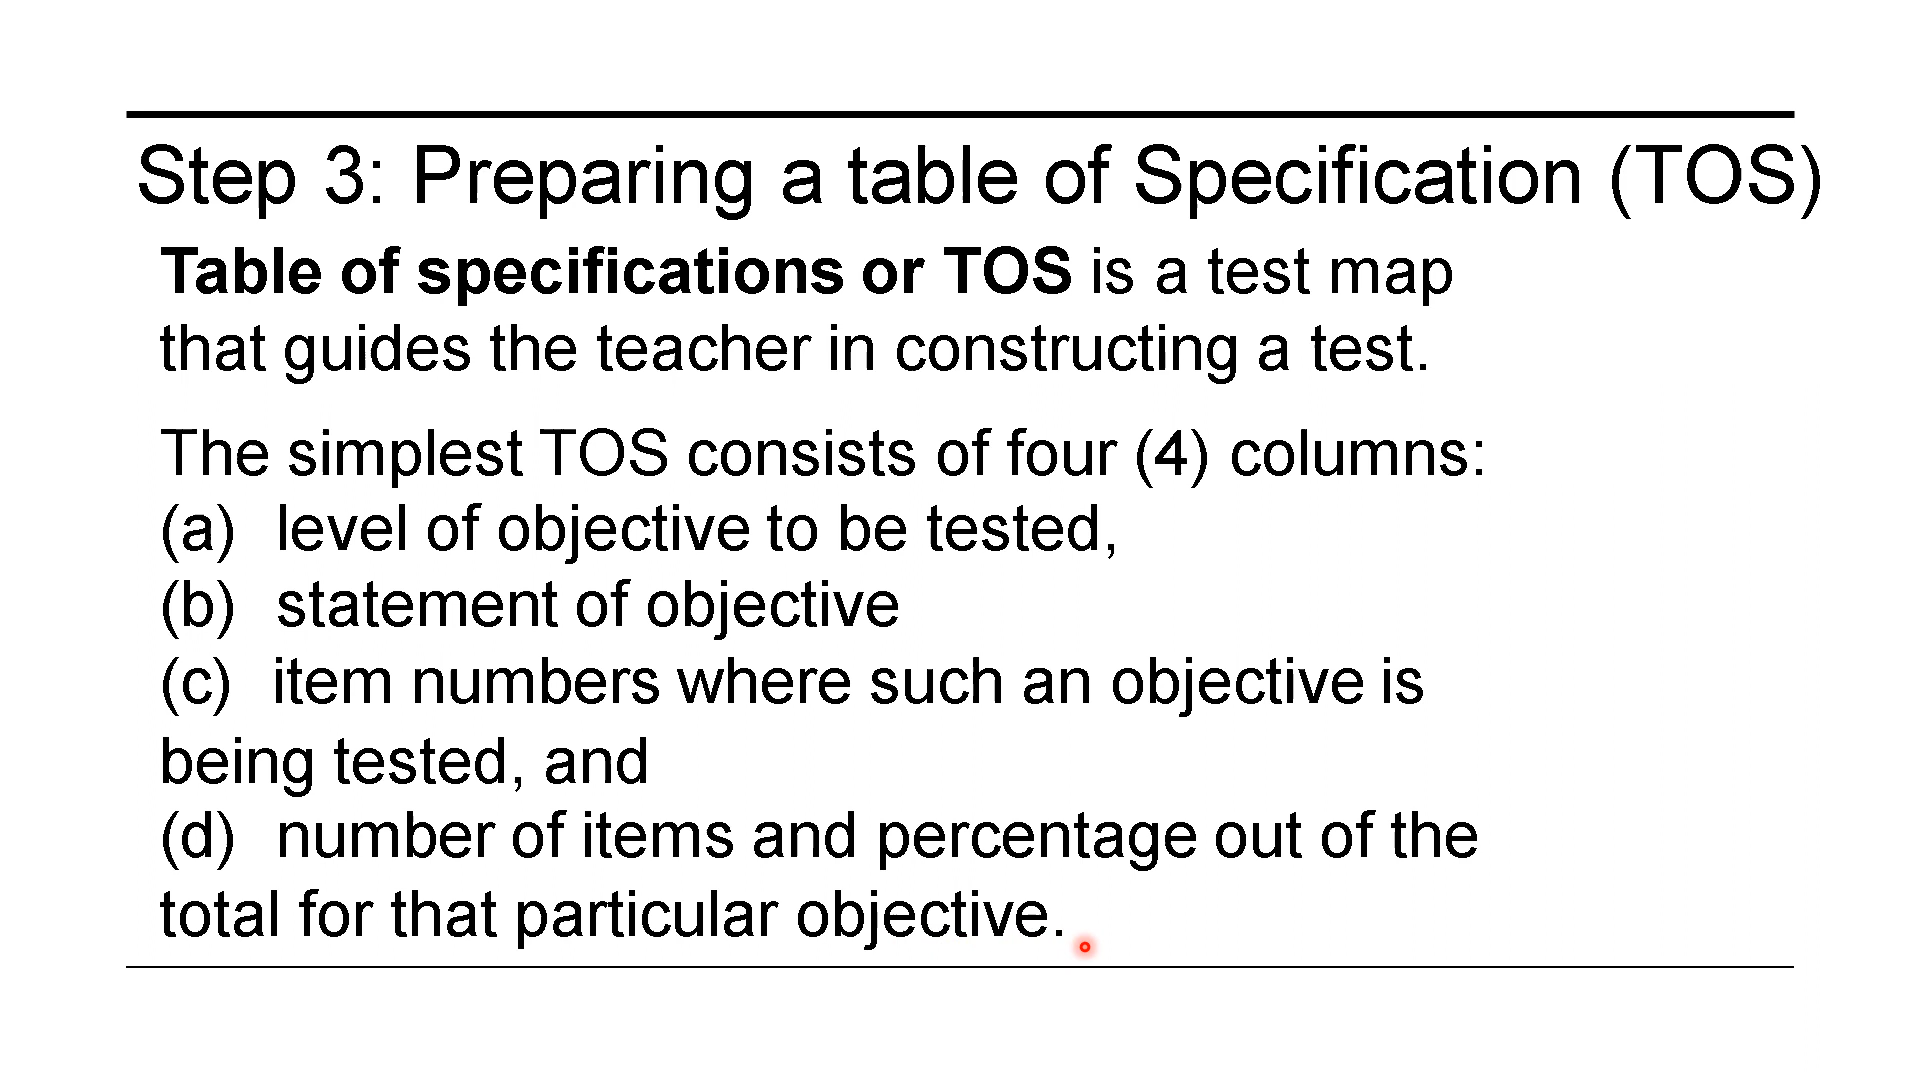 Step 3: Preparing a table of Specification (TOS)
Table of specifications or TOS is a test map
that guides the teacher in constructing a test.
The simplest TOS consists of four (4) columns:
(a) level of objective to be tested,
(b) statement of objective
(c) item numbers where such an objective is
being tested, and
(d) number of items and percentage out of the
total for that particular objective.